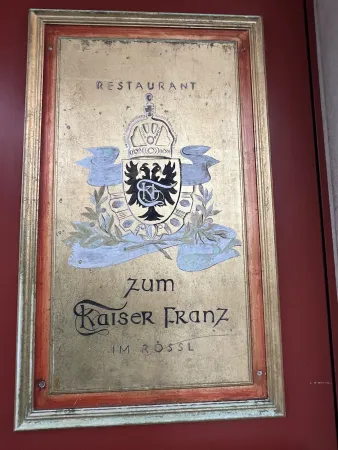 RESTAURANT
zum
Kaiser Franz
IM RÖSSL